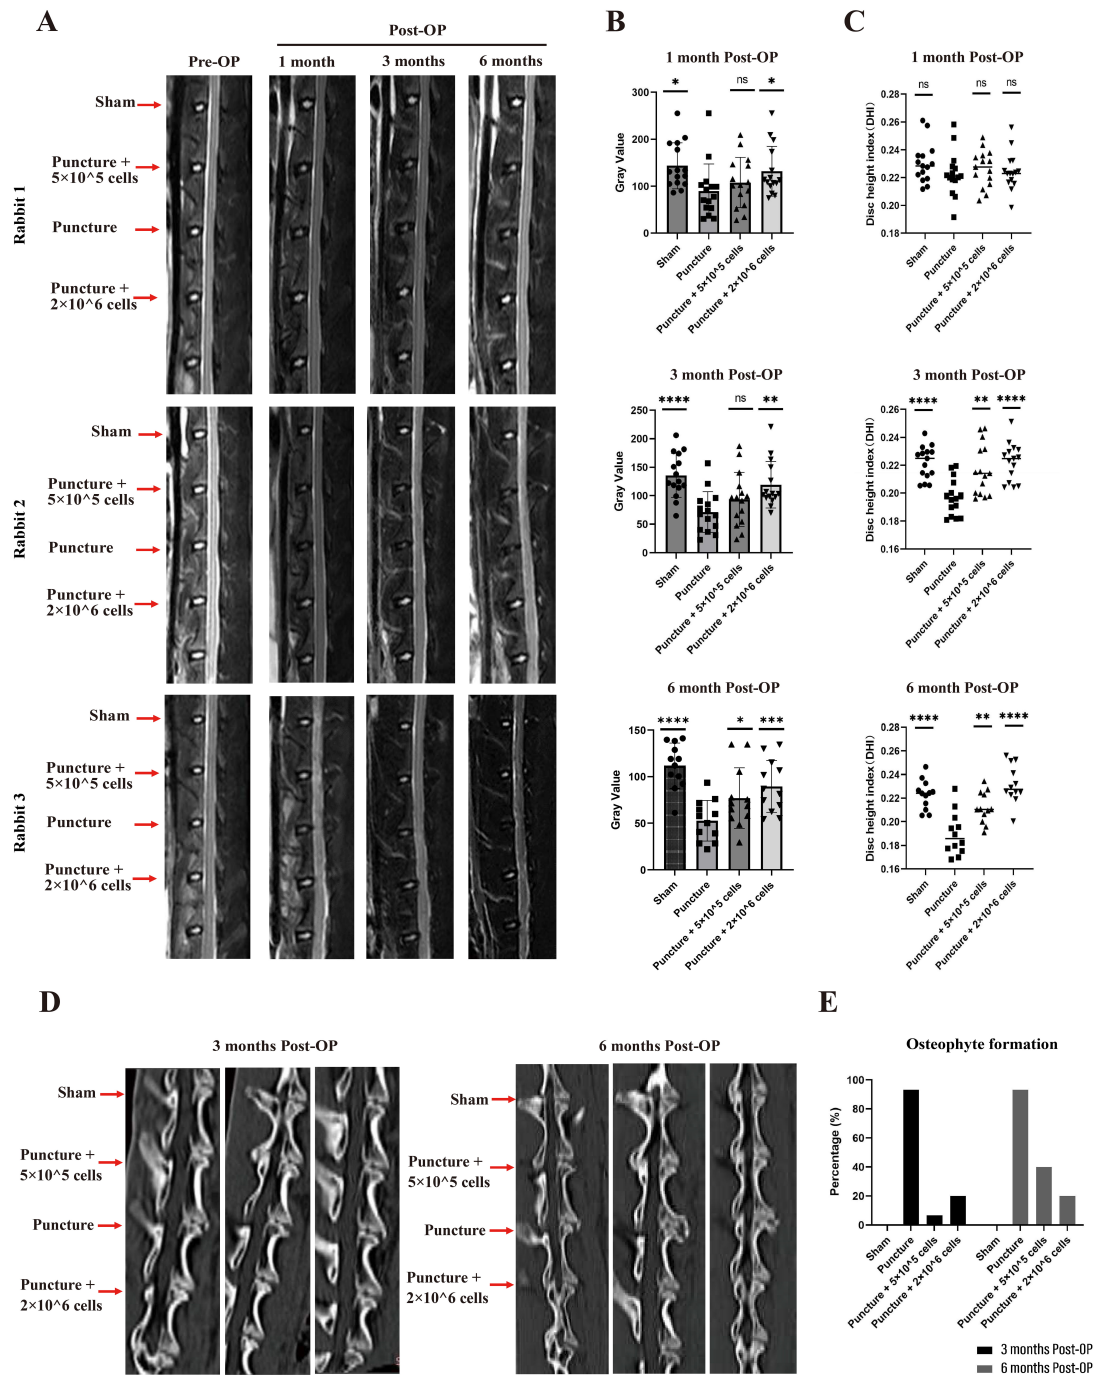 A
Post-OP
Pre-OP
1 month
3 months
6 months
Rabbit 1
Sham
Puncture +
5×10^5 cells
Puncture
Puncture +
2×10^6 cells
Rabbit 2
Sham
Puncture +
5×10^5 cells
Puncture
Puncture +
2×10^6 cells
Rabbit 3
Sham
Puncture +
5×10^5 cells
Puncture
Puncture +
2×10^6 cells
B
1 month Post-OP
* ns *
Gray Value
300
200
100
0
Sham
Puncture
Puncture + 5×10^5 cells
Puncture + 2×10^6 cells
3 month Post-OP
**** ns **
Gray Value
250
200
150
100
50
0
Sham
Puncture
Puncture + 5×10^5 cells
Puncture + 2×10^6 cells
6 month Post-OP
**** * ***
Gray Value
150
100
50
0
Sham
Puncture
Puncture + 5×10^5 cells
Puncture + 2×10^6 cells
C
1 month Post-OP
ns ns ns
Disc height index(DHI)
0.28
0.26
0.24
0.22
0.20
0.18
Sham
Puncture
Puncture + 5×10^5 cells
Puncture + 2×10^6 cells
3 month Post-OP
**** ** ****
Disc height index(DHI)
0.26
0.24
0.22
0.20
0.18
0.16
Sham
Puncture
Puncture + 5×10^5 cells
Puncture + 2×10^6 cells
6 month Post-OP
**** ** ****
Disc height index(DHI)
0.28
0.26
0.24
0.22
0.20
0.18
0.16
Sham
Puncture
Puncture + 5×10^5 cells
Puncture + 2×10^6 cells
D
3 months Post-OP
Sham
Puncture +
5×10^5 cells
Puncture
Puncture +
2×10^6 cells
6 months Post-OP
Sham
Puncture +
5×10^5 cells
Puncture
Puncture +
2×10^6 cells
E
Osteophyte formation
Percentage (%)
100
80
60
40
20
0
Sham
Puncture
Puncture + 5×10^5 cells
Puncture + 2×10^6 cells
Sham
Puncture
Puncture + 5×10^5 cells
Puncture + 2×10^6 cells
3 months Post-OP
6 months Post-OP